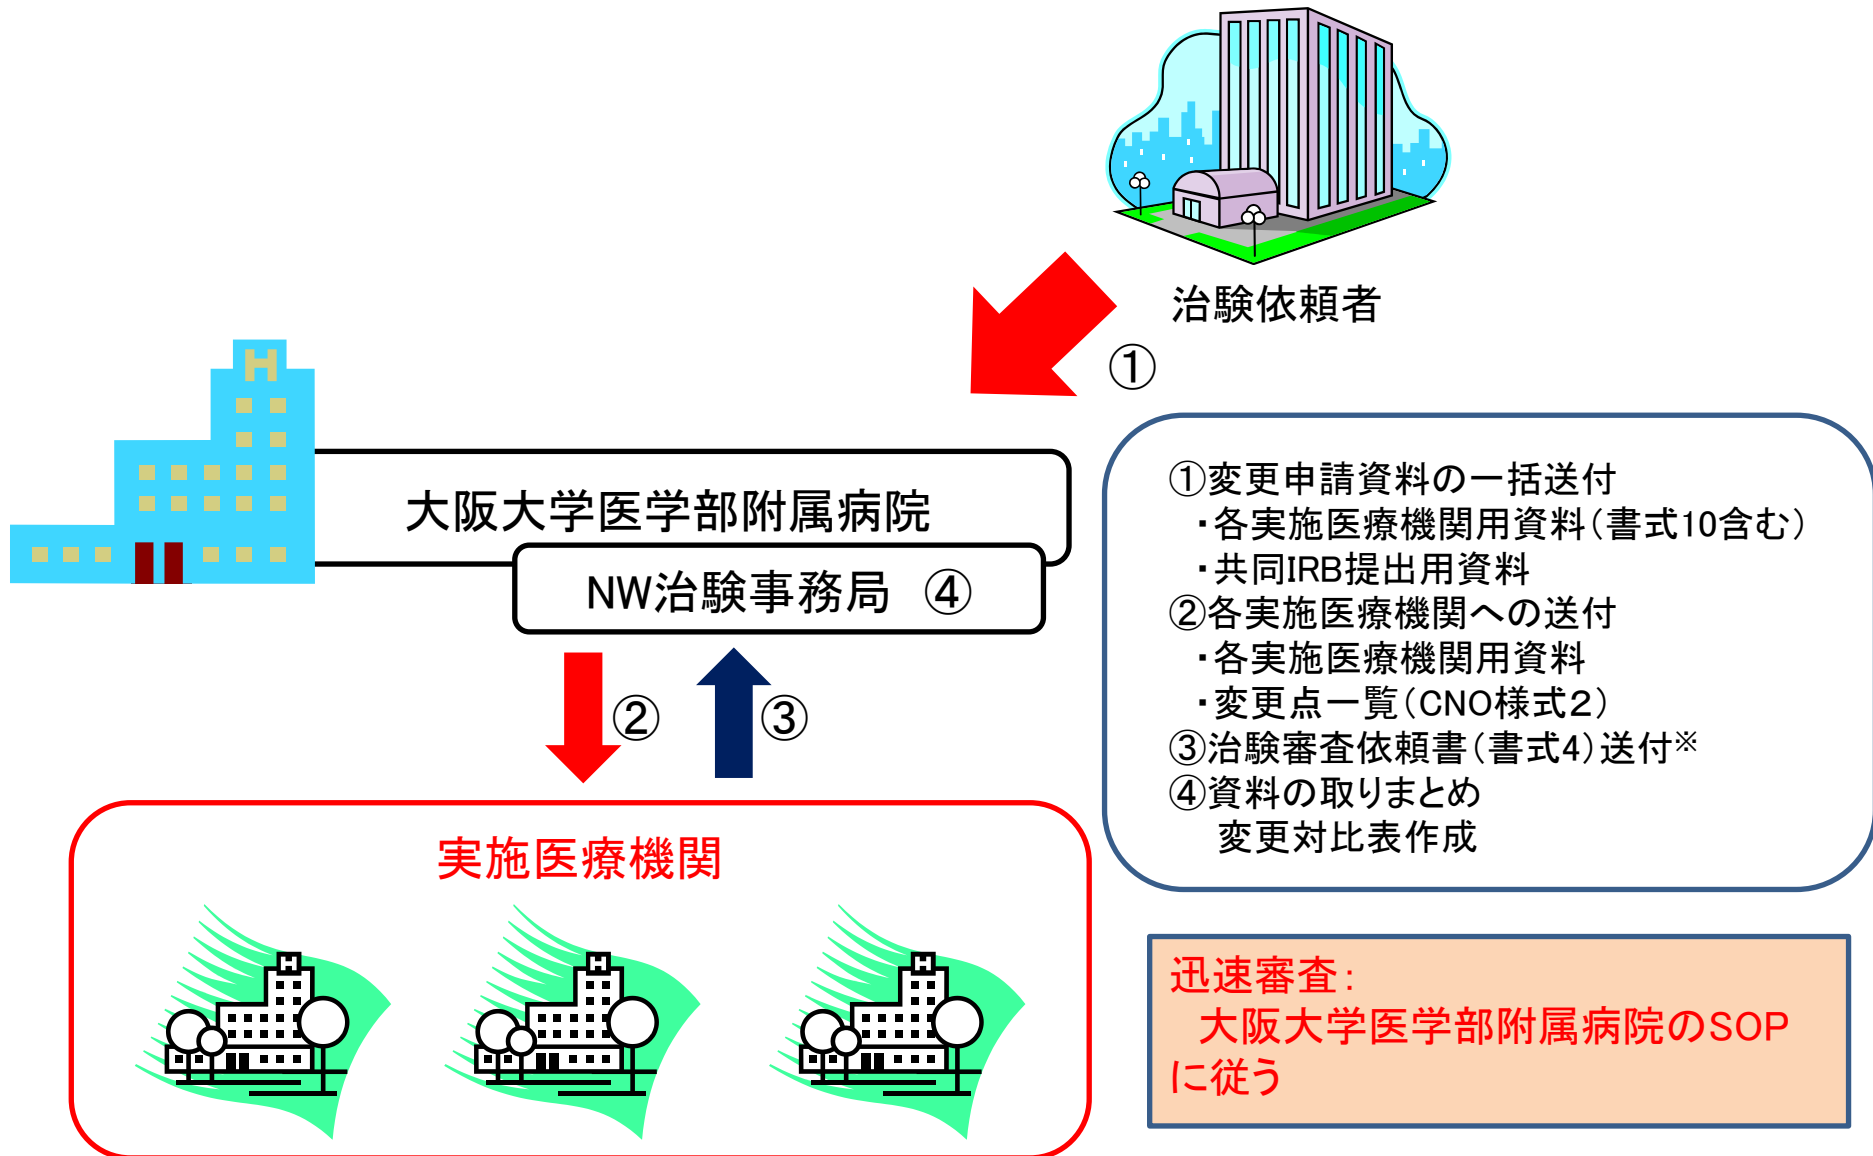 治験依頼者
①
H
大阪大学医学部附属病院
NW治験事務局 ④
②
③
実施医療機関
H
H
H
①変更申請資料の一括送付
・各実施医療機関用資料(書式10含む)
・共同IRB提出用資料
②各実施医療機関への送付
・各実施医療機関用資料
・変更点一覧(CNO様式2)
③治験審査依頼書(書式4)送付※
④資料の取りまとめ
変更対比表作成
迅速審査:
大阪大学医学部附属病院のSOP
に従う